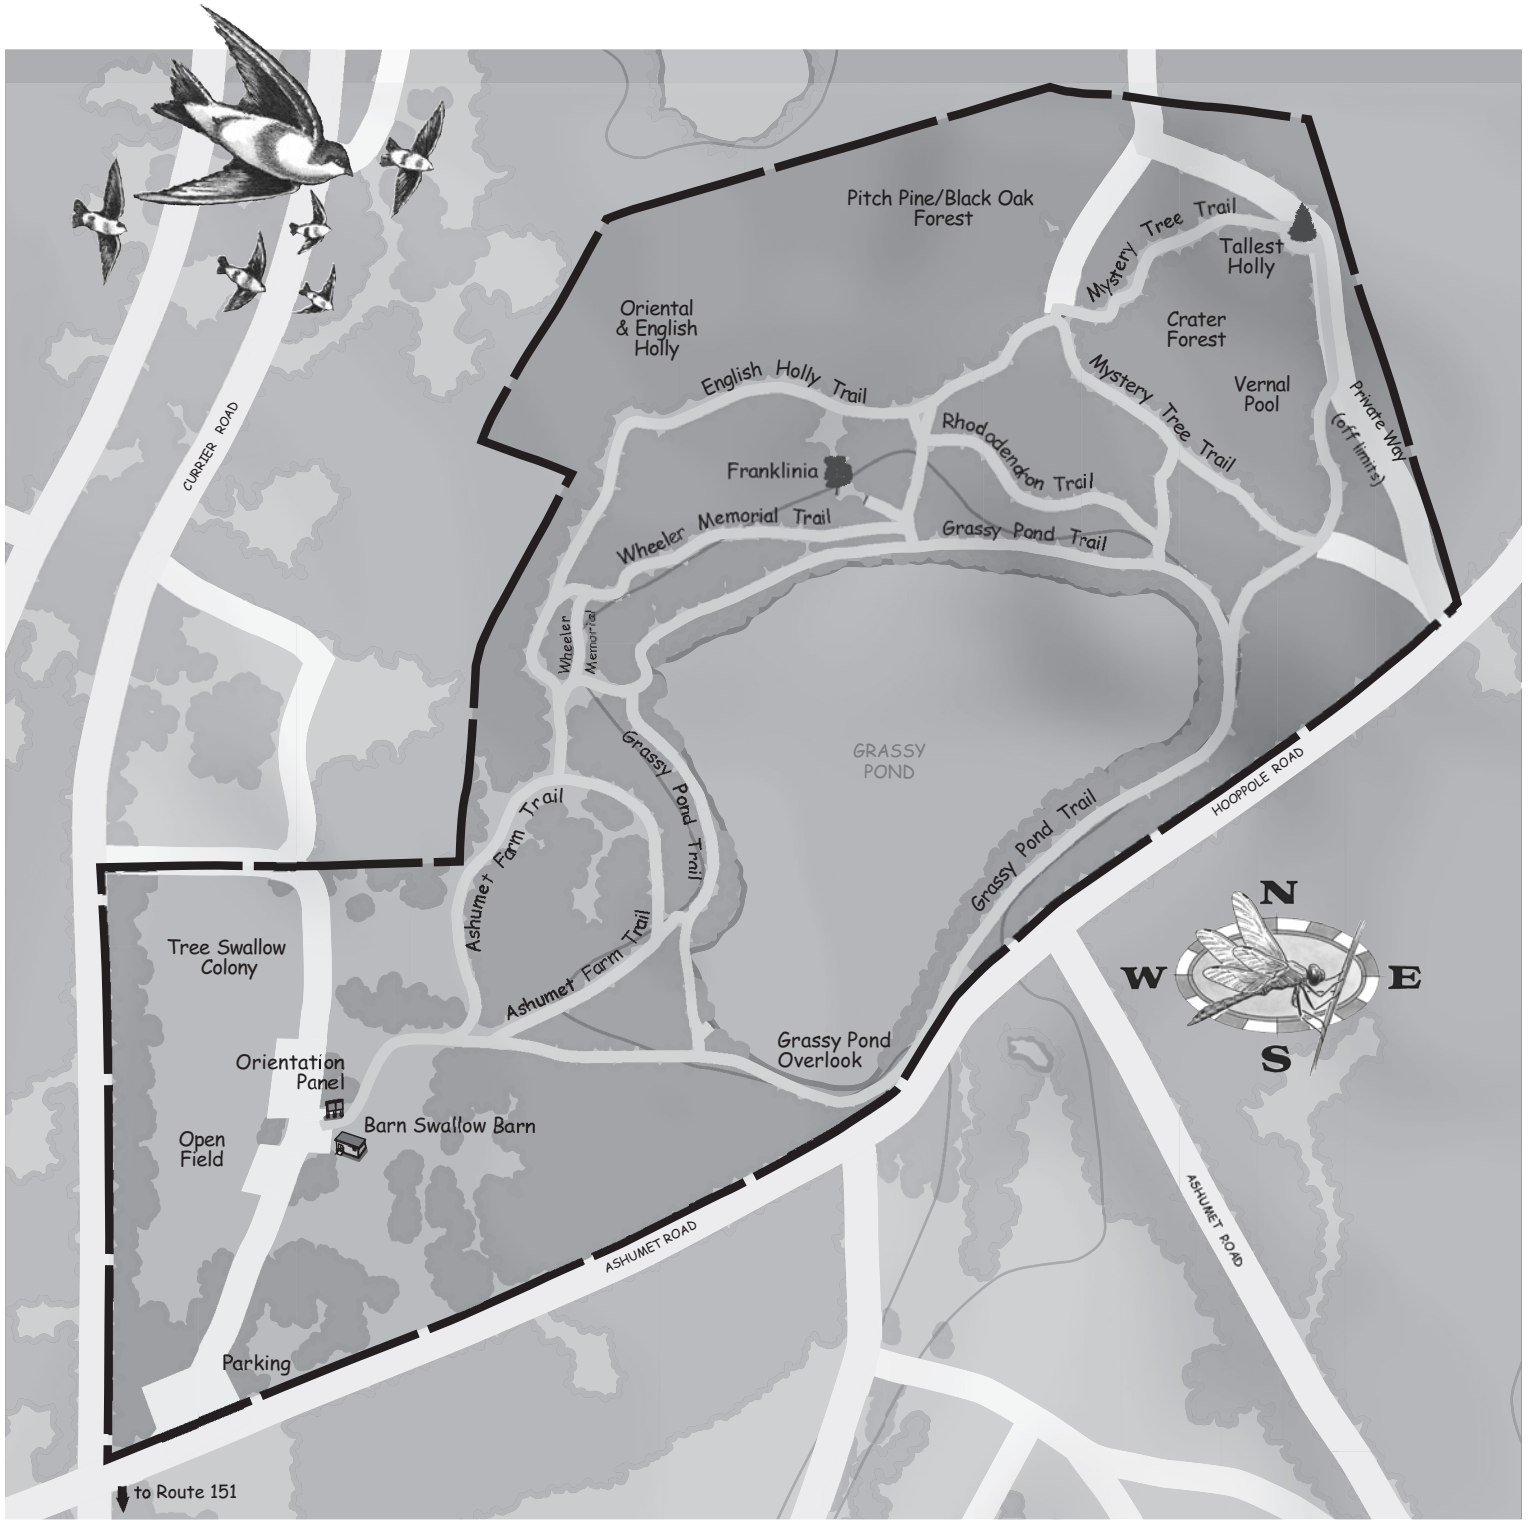 Pitch Pine/Black Oak
Forest
Mystery Tree Trail
Tallest
Holly
Oriental
& English
Holly
Crater
Forest
English Holly Trail
Mystery Tree Trail
Vernal
Pool
Private Way
(off limits)
CURRIER ROAD
Rhododendron Trail
Franklinia
Wheeler Memorial Trail
Grassy Pond Trail
Wheeler
Memorial
Grassy Pond Trail
GRASSY
POND
HOOPPOLE ROAD
Ashumet Farm Trail
Grassy Pond Trail
N
W
E
S
Tree Swallow
Colony
Ashumet Farm Trail
Grassy Pond
Overlook
Orientation
Panel
Barn Swallow Barn
Open
Field
ASHUMET ROAD
ASHUMET ROAD
Parking
to Route 151